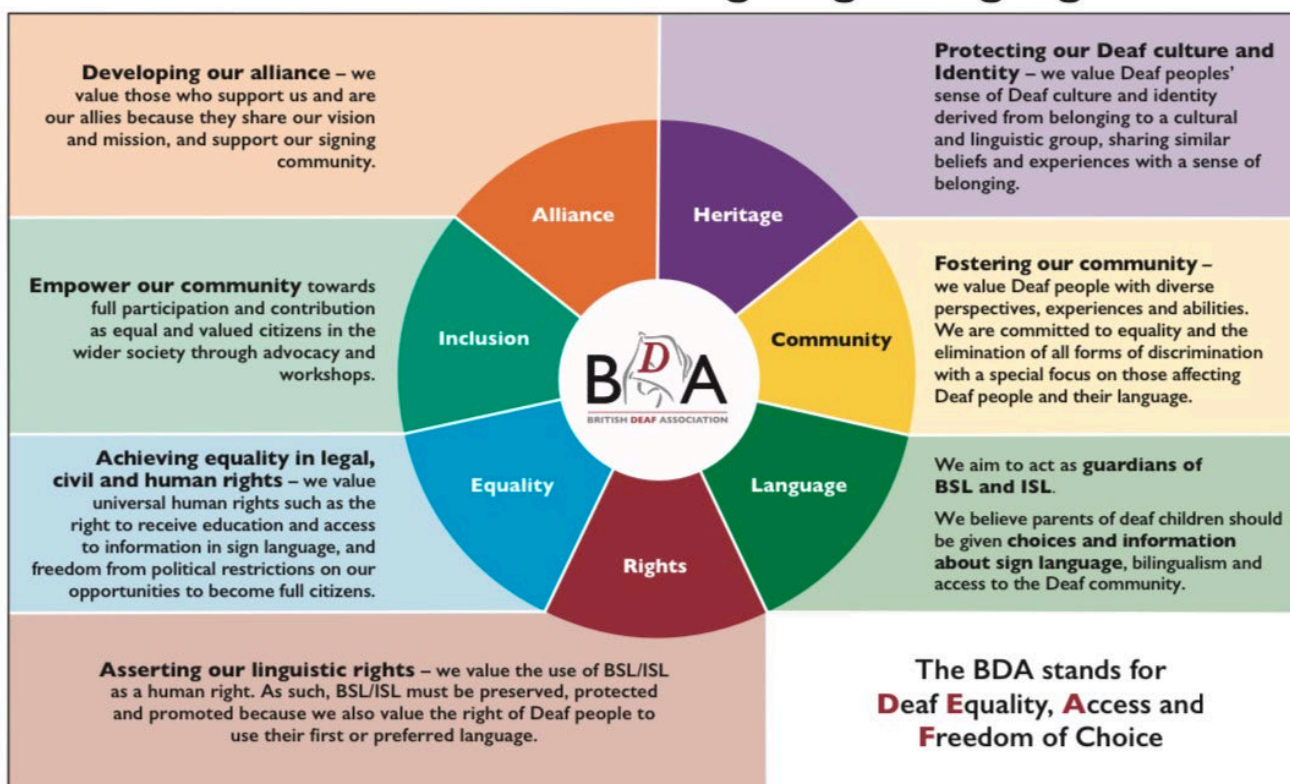 Developing our alliance – we
value those who support us and are
our allies because they share our vision
and mission, and support our signing
community.
Protecting our Deaf culture and
Identity – we value Deaf peoples’
sense of Deaf culture and identity
derived from belonging to a cultural
and linguistic group, sharing similar
beliefs and experiences with a sense of
belonging.
Alliance
Heritage
Empower our community towards
full participation and contribution
as equal and valued citizens in the
wider society through advocacy and
workshops.
Inclusion
BDA
BRITISH DEAF ASSOCIATION
Community
Fostering our community –
we value Deaf people with diverse
perspectives, experiences and abilities.
We are committed to equality and the
elimination of all forms of discrimination
with a special focus on those affecting
Deaf people and their language.
Achieving equality in legal,
civil and human rights – we value
universal human rights such as the
right to receive education and access
to information in sign language, and
freedom from political restrictions on our
opportunities to become full citizens.
Equality
Language
We aim to act as guardians of
BSL and ISL.
We believe parents of deaf children should
be given choices and information
about sign language, bilingualism and
access to the Deaf community.
Rights
Asserting our linguistic rights – we value the use of BSL/ISL
as a human right. As such, BSL/ISL must be preserved, protected
and promoted because we also value the right of Deaf people to
use their first or preferred language.
The BDA stands for
Deaf Equality, Access and
Freedom of Choice